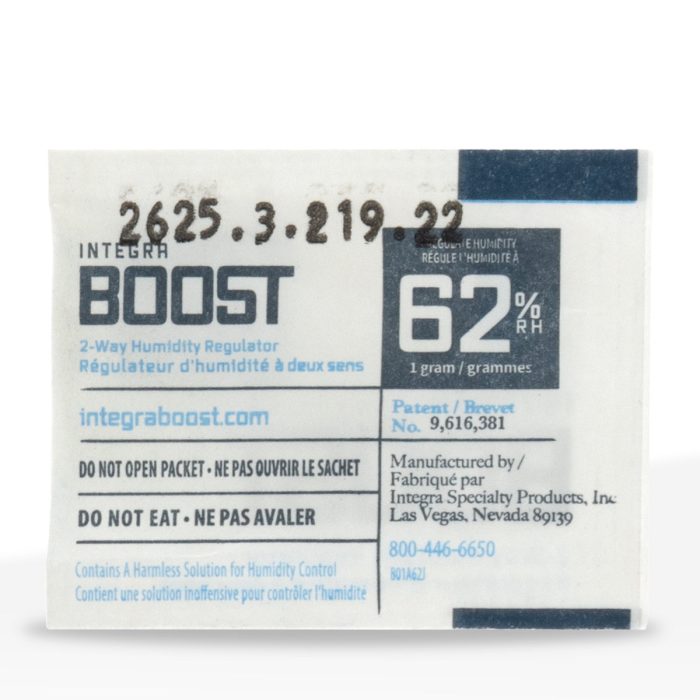 2625.3.219.22
INTEGRA
BOOST
2-Way Humidity Regulator
Régulateur d'humidité à deux sens
REGULATE HUMIDITY
RÉGULE L'HUMIDITÉ À
62% RH
1 gram / grammes
integraboost.com
Patent / Brevet
No. 9,616,381
DO NOT OPEN PACKET • NE PAS OUVRIR LE SACHET
DO NOT EAT • NE PAS AVALER
Manufactured by /
Fabriqué par
Integra Specialty Products, Inc
Las Vegas, Nevada 89139
800-446-6650
B01A62J
Contains A Harmless Solution for Humidity Control
Contient une solution inoffensive pour contrôler l'humidité